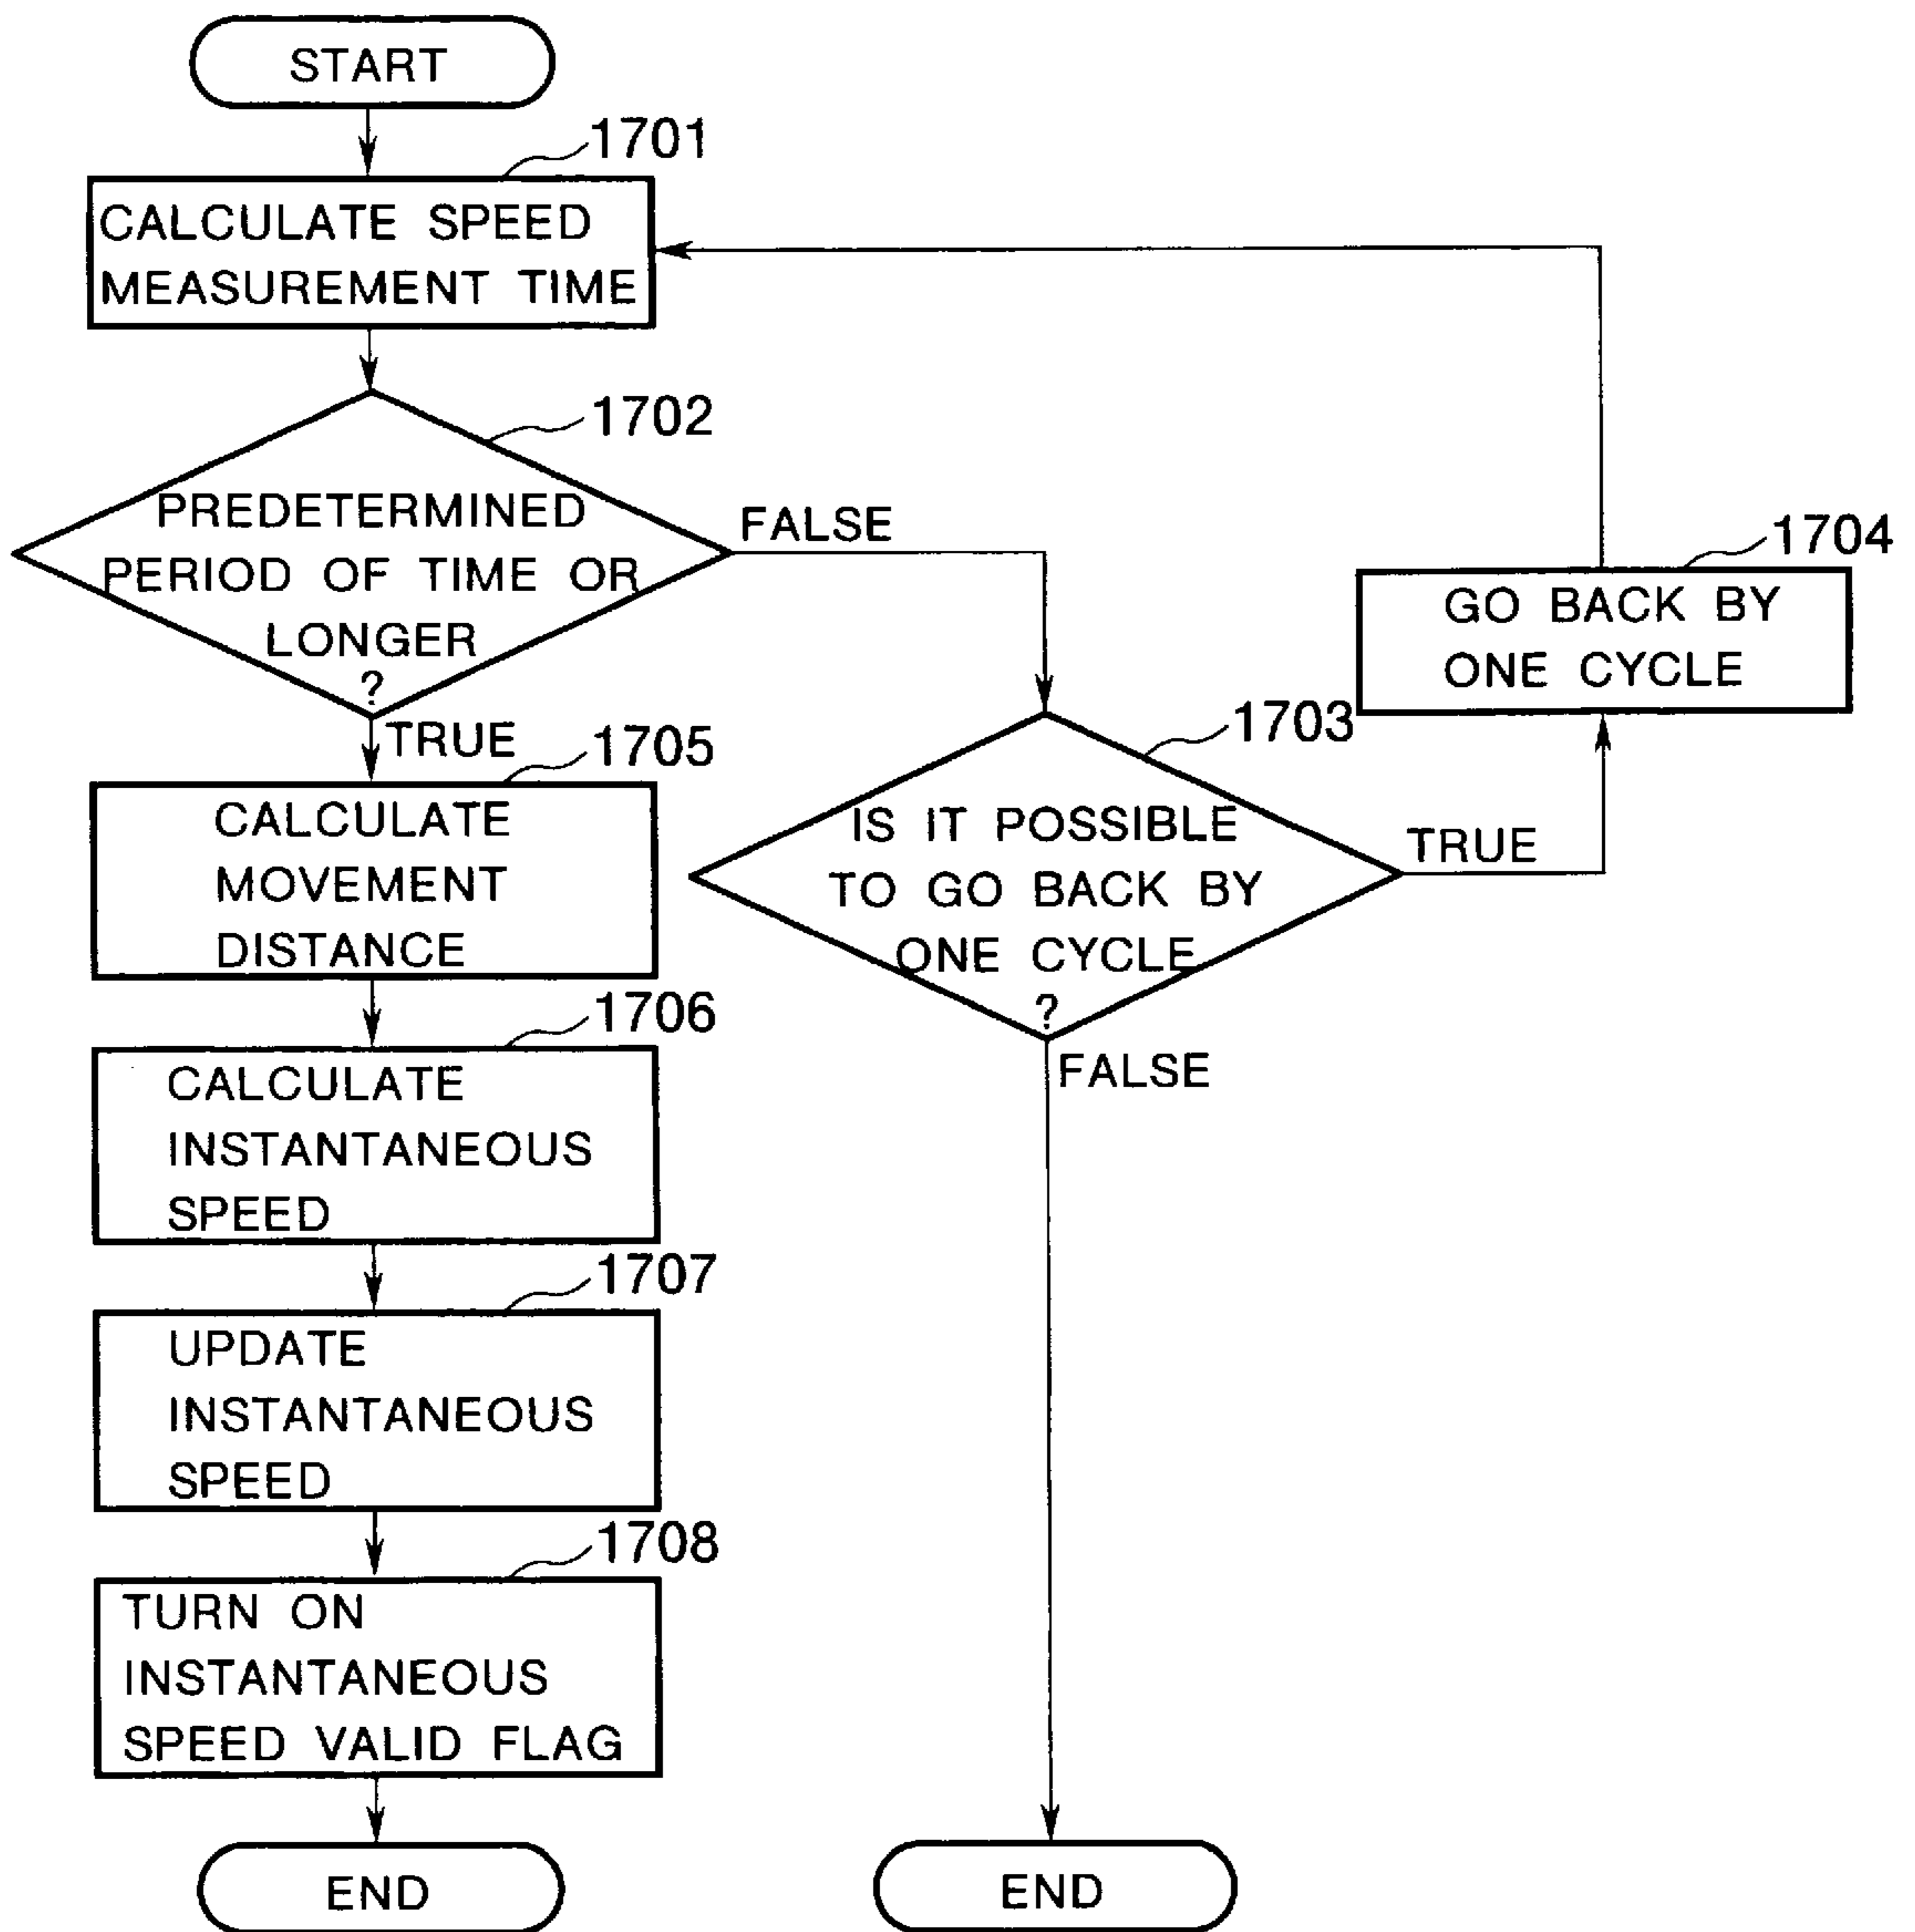 START
1701
CALCULATE SPEED
MEASUREMENT TIME
1702
PREDETERMINED
PERIOD OF TIME OR
LONGER
?
FALSE
TRUE
1703
IS IT POSSIBLE
TO GO BACK BY
ONE CYCLE
?
TRUE
FALSE
1704
GO BACK BY
ONE CYCLE
1705
CALCULATE
MOVEMENT
DISTANCE
1706
CALCULATE
INSTANTANEOUS
SPEED
1707
UPDATE
INSTANTANEOUS
SPEED
1708
TURN ON
INSTANTANEOUS
SPEED VALID FLAG
END
END